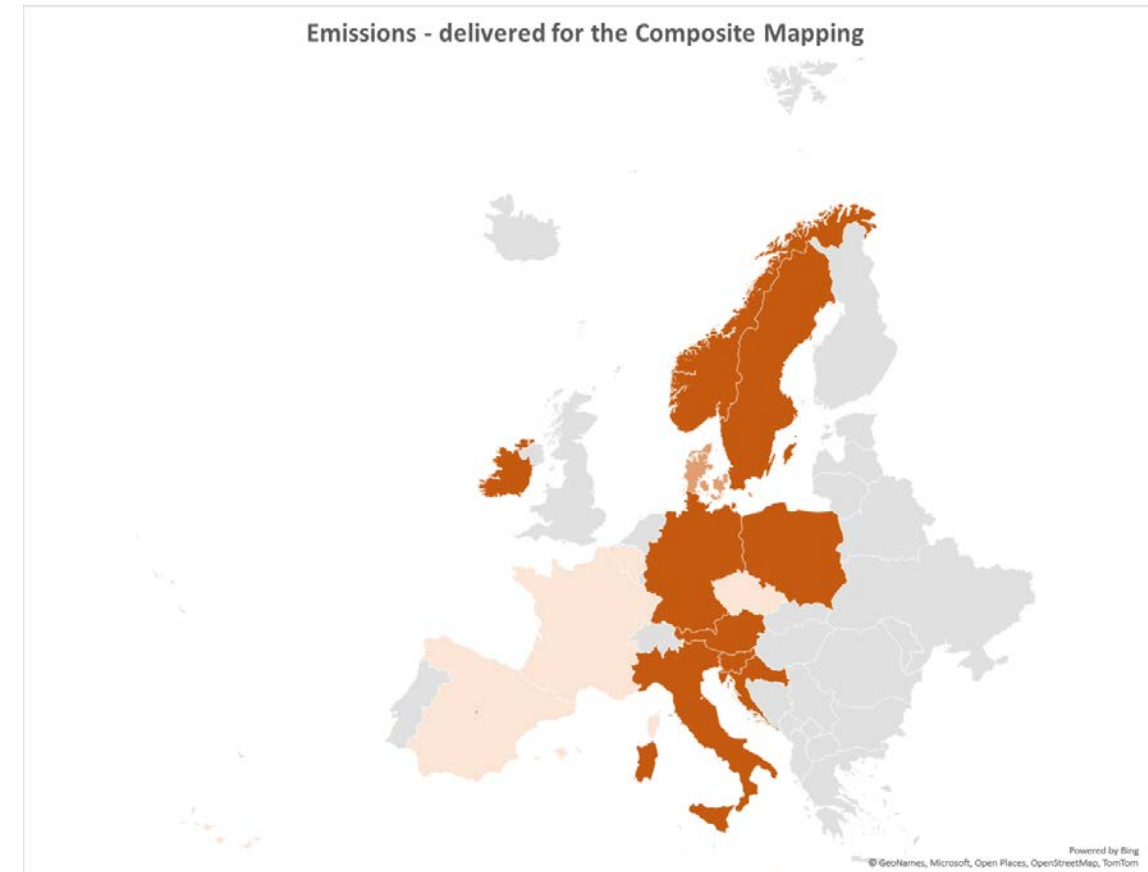 Emissions - delivered for the Composite Mapping
Powered by Bing
© GeoNames, Microsoft, Open Places, OpenStreetMap, TomTom